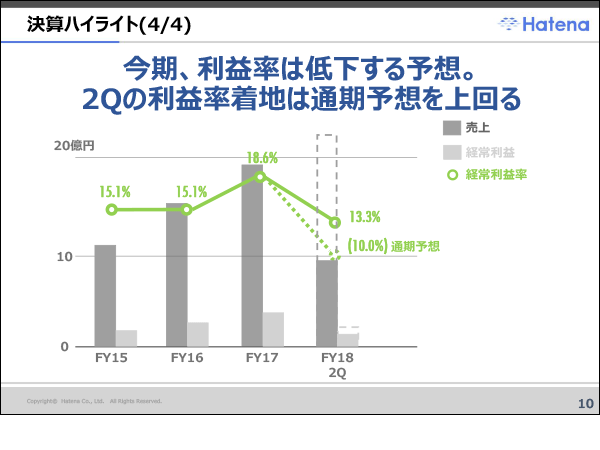 決算ハイライト(4/4)
Hatena
今期、利益率は低下する予想。
2Qの利益率着地は通期予想を上回る
売上
経常利益
経常利益率
20億円
10
0
15.1%
15.1%
18.6%
13.3%
(10.0%) 通期予想
FY15
FY16
FY17
FY18
2Q
Copyright© Hatena Co., Ltd. All Rights Reserved.
10